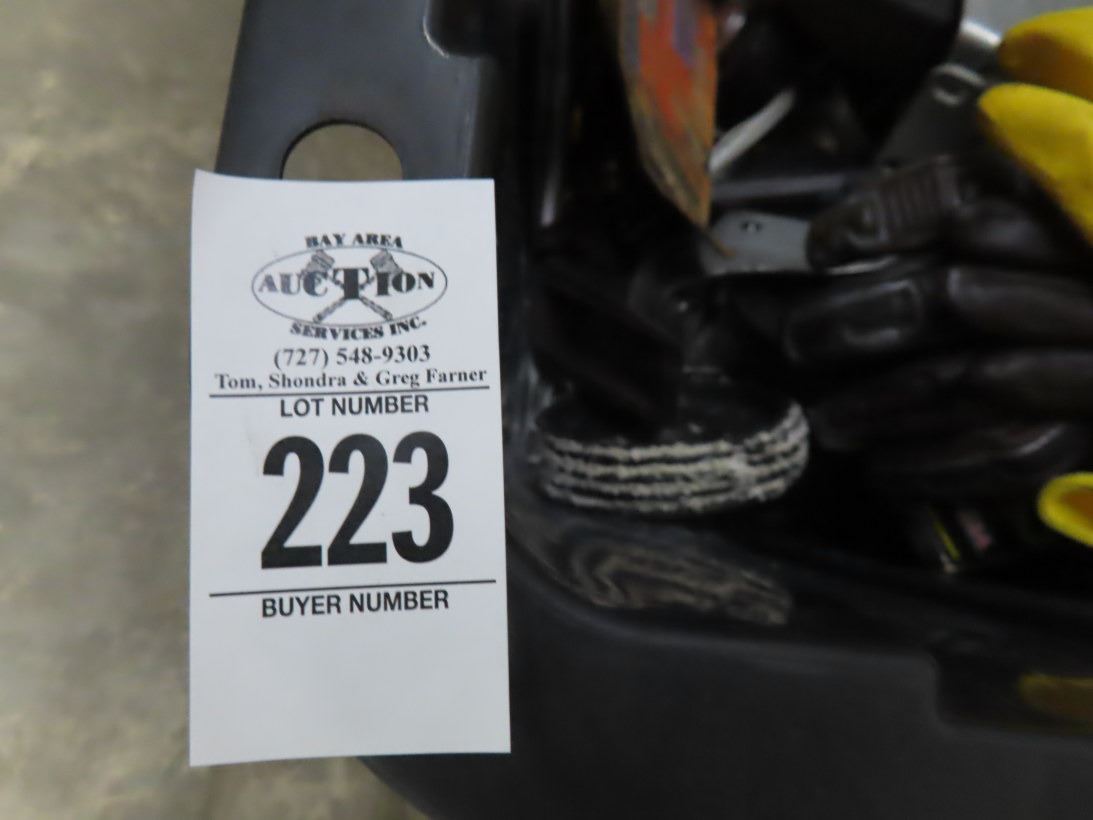 BAY AREA
AUCTION
SERVICES INC.
(727) 548-9303
Tom, Shondra & Greg Farner
LOT NUMBER
223
BUYER NUMBER